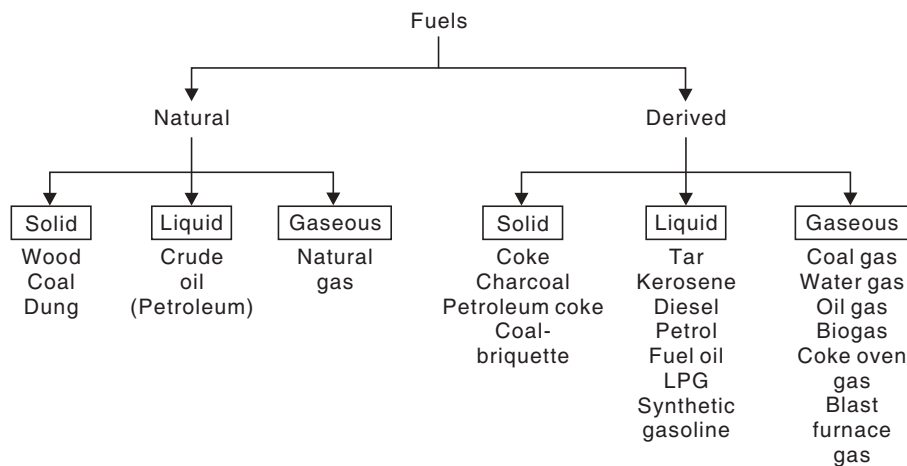 Fuels
Natural
Derived
Solid
Wood
Coal
Dung
Liquid
Crude
oil
(Petroleum)
Gaseous
Natural
gas
Solid
Coke
Charcoal
Petroleum coke
Coal-
briquette
Liquid
Tar
Kerosene
Diesel
Petrol
Fuel oil
LPG
Synthetic
gasoline
Gaseous
Coal gas
Water gas
Oil gas
Biogas
Coke oven
gas
Blast
furnace
gas